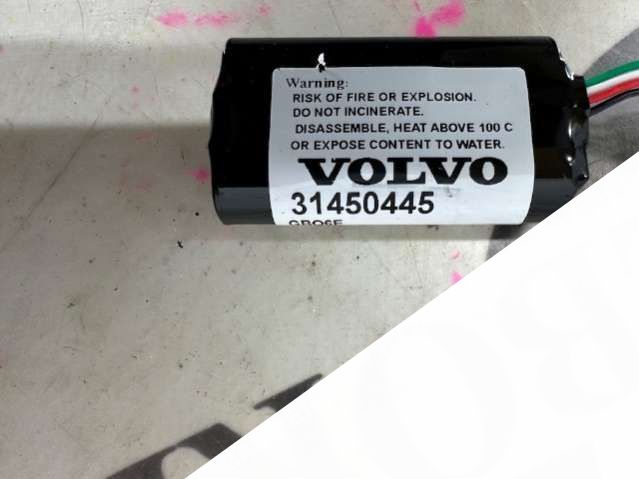 Warning:
RISK OF FIRE OR EXPLOSION.
DO NOT INCINERATE.
DISASSEMBLE, HEAT ABOVE 100 C
OR EXPOSE CONTENT TO WATER.
VOLVO
31450445